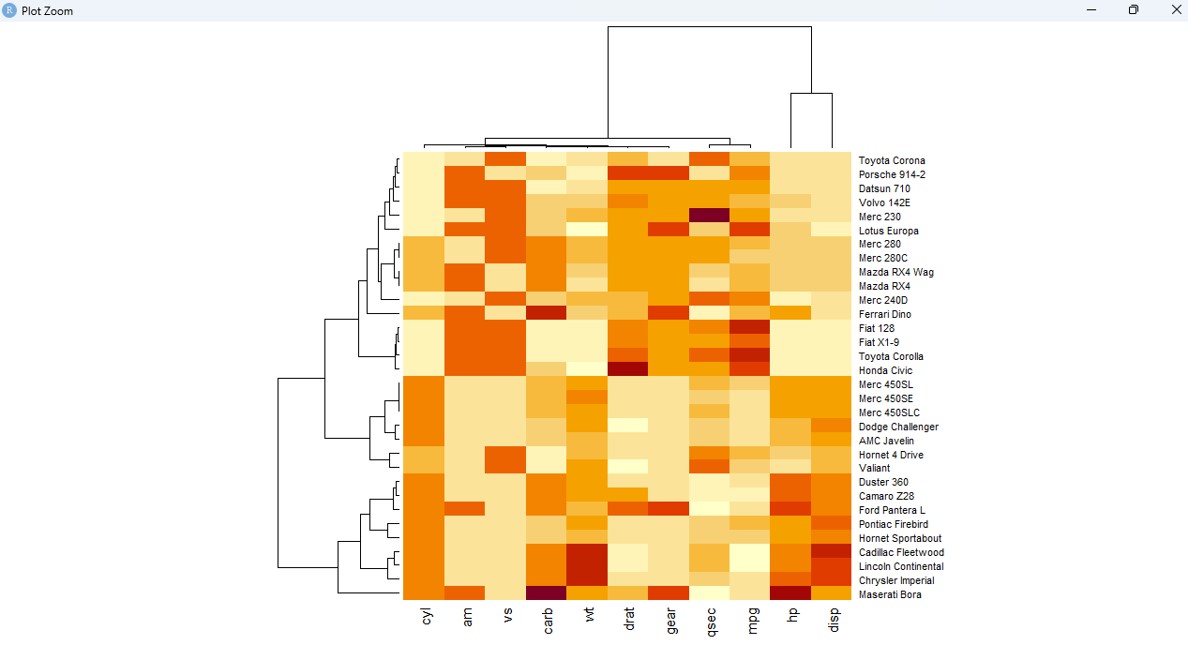 R Plot Zoom
Toyota Corona
Porsche 914-2
Datsun 710
Volvo 142E
Merc 230
Lotus Europa
Merc 280
Merc 280C
Mazda RX4 Wag
Mazda RX4
Merc 240D
Ferrari Dino
Fiat 128
Fiat X1-9
Toyota Corolla
Honda Civic
Merc 450SL
Merc 450SE
Merc 450SLC
Dodge Challenger
AMC Javelin
Hornet 4 Drive
Valiant
Duster 360
Camaro Z28
Ford Pantera L
Pontiac Firebird
Hornet Sportabout
Cadillac Fleetwood
Lincoln Continental
Chrysler Imperial
Maserati Bora
cyl
am
vs
carb
wt
drat
gear
qsec
mpg
hp
disp